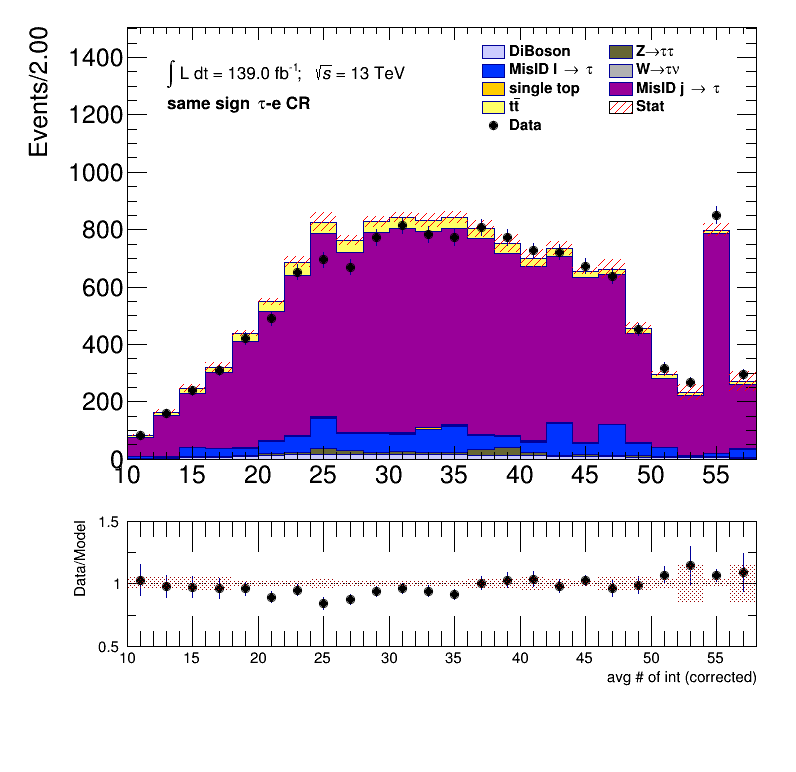 Events/2.00
∫ L dt = 139.0 fb⁻¹; √s = 13 TeV
same sign τ-e CR
DiBoson
MisID l → τ
single top
tt̄
Data
Z→ττ
W→τν
MisID j → τ
Stat
1400
1200
1000
800
600
400
200
0
10 15 20 25 30 35 40 45 50 55
Data/Model
1.5
1
0.5
10 15 20 25 30 35 40 45 50 55
avg # of int (corrected)